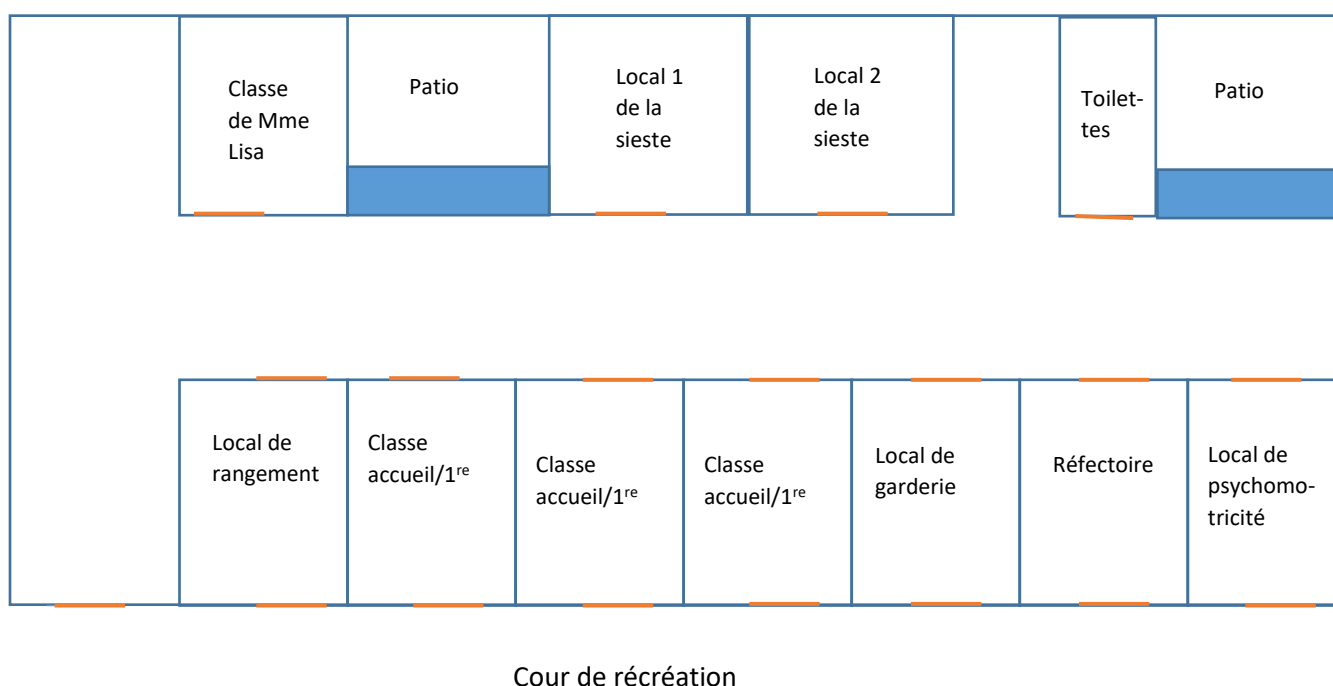 Classe
de Mme
Lisa
Patio
Local 1
de la
sieste
Local 2
de la
sieste
Toilet-
tes
Patio
Local de
rangement
Classe
accueil/1re
Classe
accueil/1re
Classe
accueil/1re
Local de
garderie
Réfectoire
Local de
psychomo-
tricité
Cour de récréation